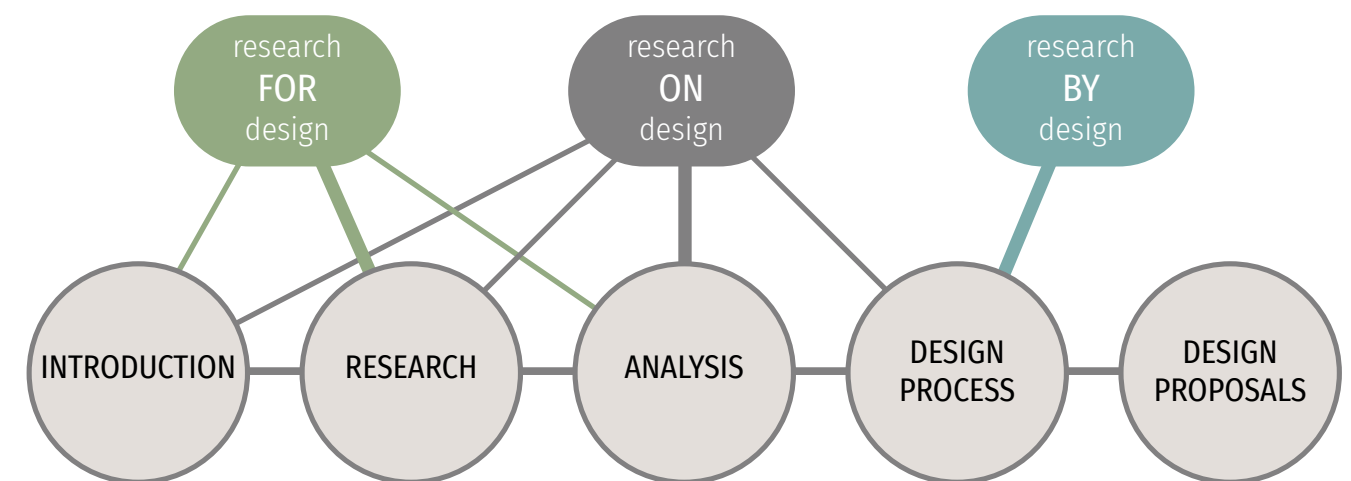 research
FOR
design
research
ON
design
research
BY
design
INTRODUCTION
RESEARCH
ANALYSIS
DESIGN
PROCESS
DESIGN
PROPOSALS